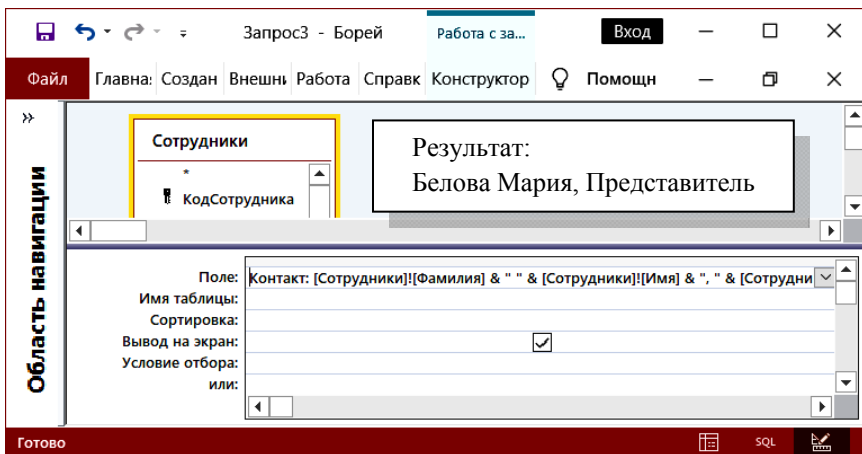 Запрос3 - Борей
Работа с за...
Вход
Файл Главна: Создан Внешни Работа Справк Конструктор Помощн
Область навигации
Сотрудники
*
КодСотрудника
Результат:
Белова Мария, Представитель
Поле: Контакт: [Сотрудники]![Фамилия] & " " & [Сотрудники]![Имя] & ", " & [Сотрудни
Имя таблицы:
Сортировка:
Вывод на экран:
Условие отбора:
или:
Готово
SQL